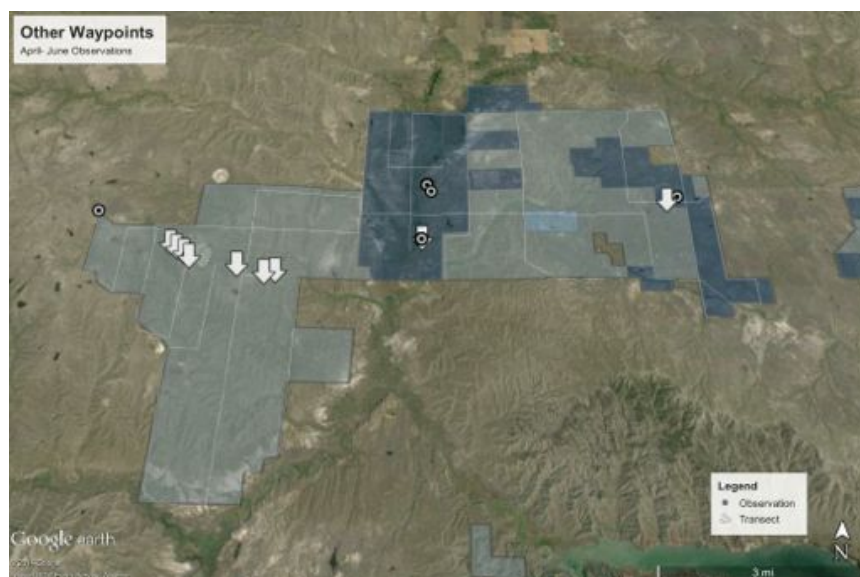 Other Waypoints
April- June Observations
Legend
Observation
Transect
Google earth
N
3 mi